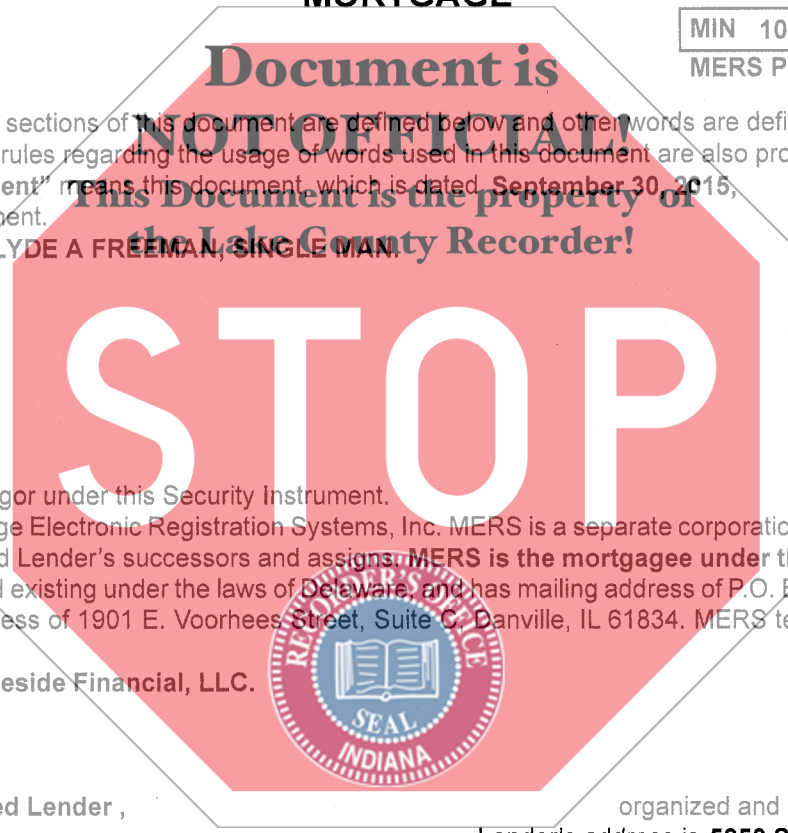 MORTGAGE
MIN 10
MERS P
Document is
NOT OFFICIAL!
This Document is the property of
the Lake County Recorder!
sections of this document are defined below and other words are defi
rules regarding the usage of words used in this document are also pro
ent” means this document, which is dated September 30, 2015,
ent.
LYDE A FREEMAN, SINGLE MAN.
STOP
gor under this Security Instrument.
ge Electronic Registration Systems, Inc. MERS is a separate corporatio
d Lender’s successors and assigns. MERS is the mortgagee under th
d existing under the laws of Delaware, and has mailing address of P.O. B
ess of 1901 E. Voorhees Street, Suite C, Danville, IL 61834. MERS te
RECORDER'S OFFICE
SEAL
INDIANA
eside Financial, LLC.
ed Lender ,
organized and
Lender's address is 5250 S